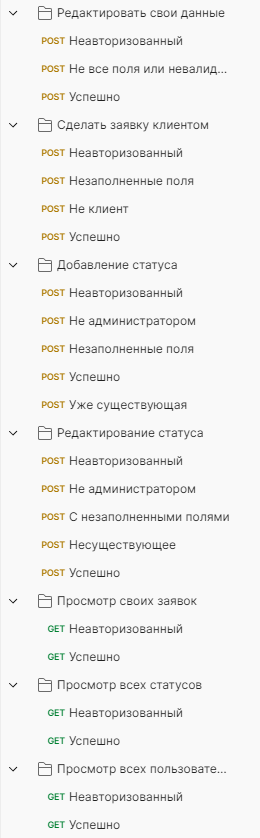 Редактировать свои данные
POST Неавторизованный
POST Не все поля или невалид...
POST Успешно
Сделать заявку клиентом
POST Неавторизованный
POST Незаполненные поля
POST Не клиент
POST Успешно
Добавление статуса
POST Неавторизованный
POST Не администратором
POST Незаполненные поля
POST Успешно
POST Уже существующая
Редактирование статуса
POST Неавторизованный
POST Не администратором
POST С незаполненными полями
POST Несуществующее
POST Успешно
Просмотр своих заявок
GET Неавторизованный
GET Успешно
Просмотр всех статусов
GET Неавторизованный
GET Успешно
Просмотр всех пользовате...
GET Неавторизованный
GET Успешно